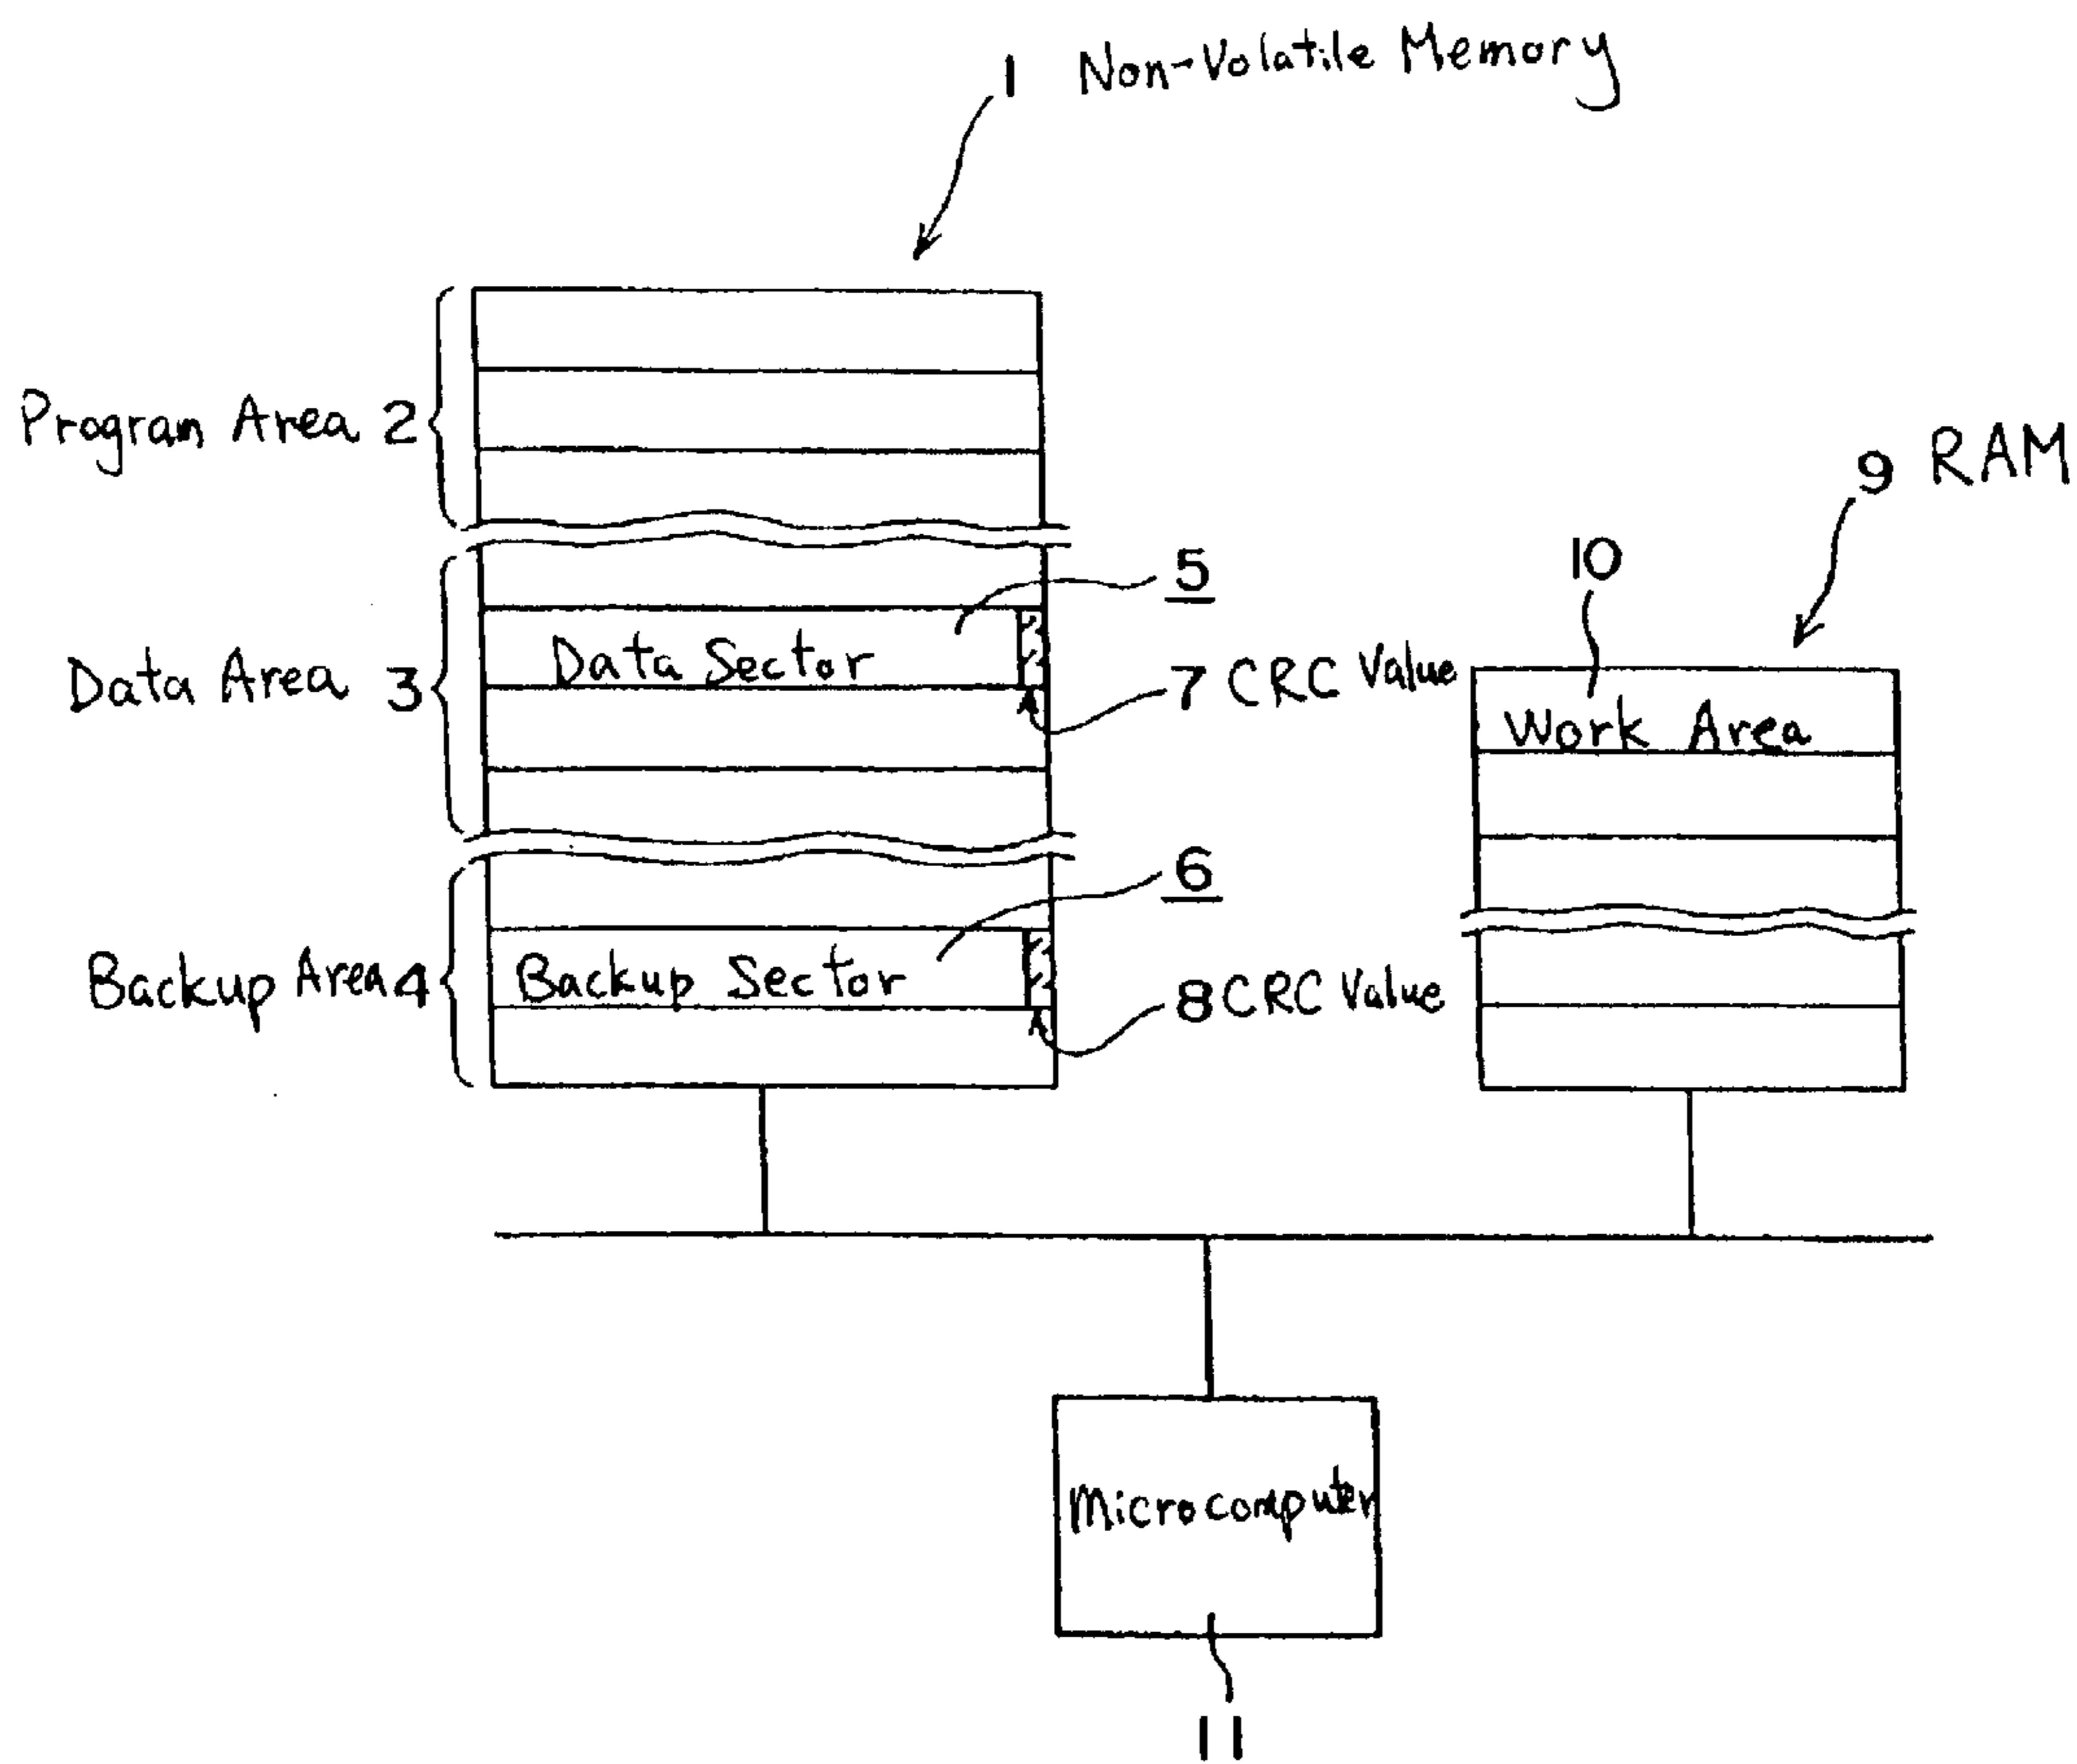 1 Non-Volatile Memory
Program Area 2
9 RAM
10
5
Data Sector
Data Area 3
7 CRC Value
Work Area
6
Backup Area 4
Backup Sector
8 CRC Value
Microcomputer
11